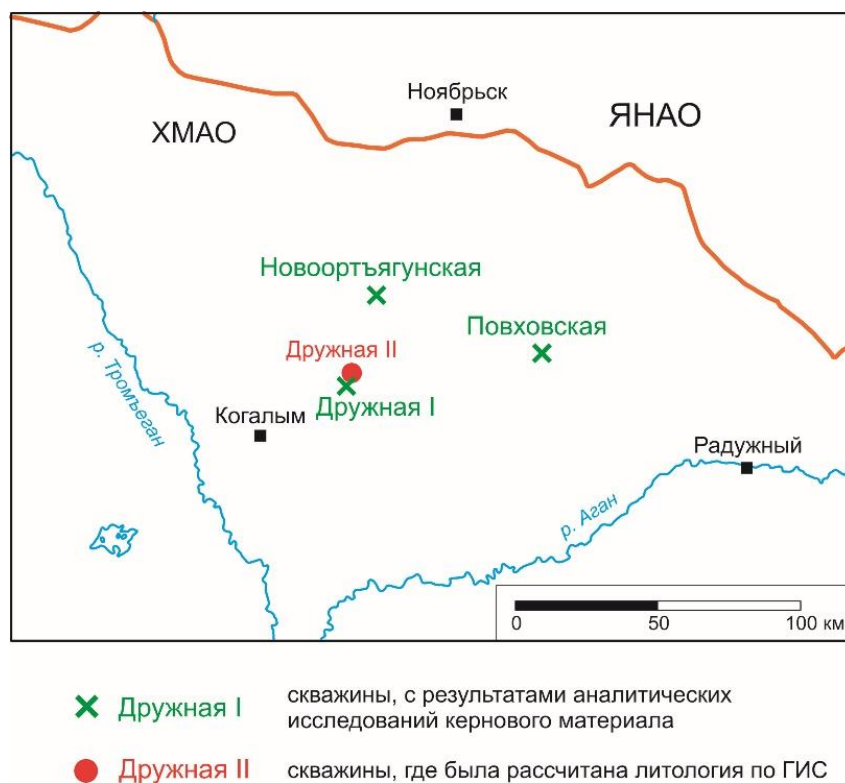 Ноябрьск
ХМАО
ЯНАО
Новоортъягунская
Повховская
Дружная II
Дружная I
р. Тромъеган
Когалым
Радужный
р. Аган
0 50 100 км
Дружная I скважины, с результатами аналитических
исследований кернового материала
Дружная II скважины, где была рассчитана литология по ГИС